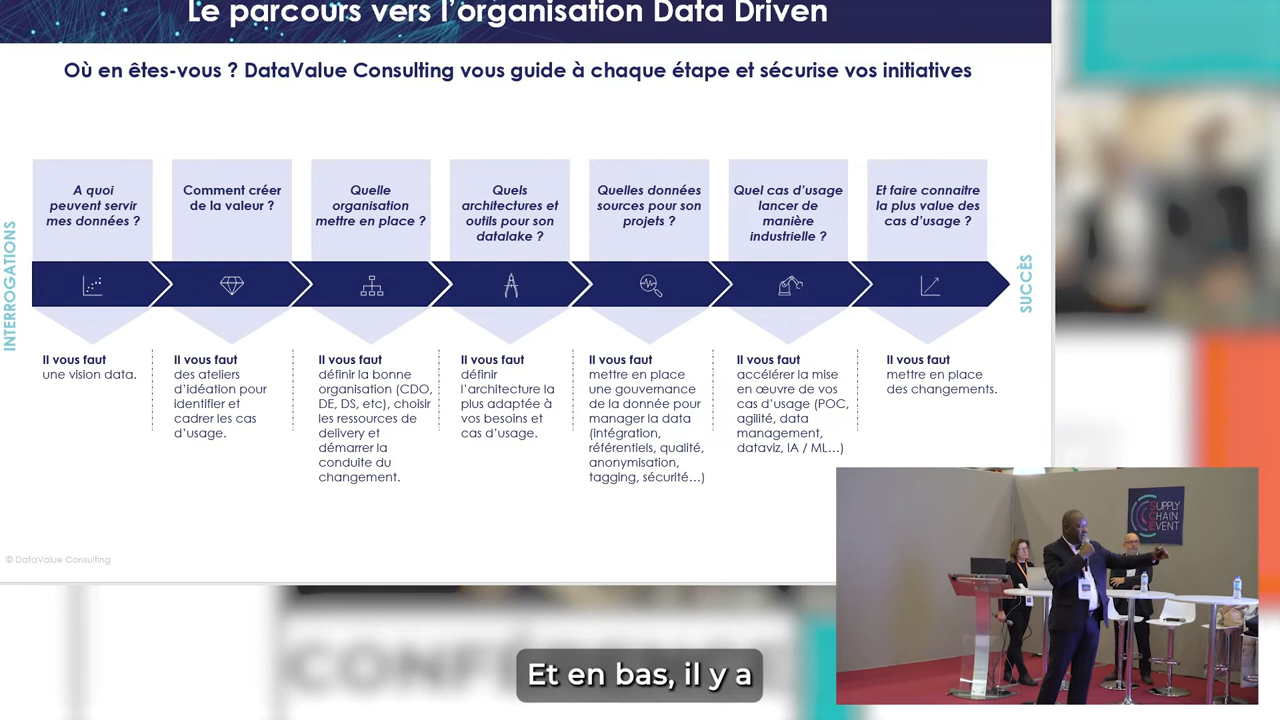 Le parcours vers l'organisation Data Driven
Où en êtes-vous ? DataValue Consulting vous guide à chaque étape et sécurise vos initiatives
INTERROGATIONS
A quoi
peuvent servir
mes données ?
Comment créer
de la valeur ?
Quelle
organisation
mettre en place ?
Quels
architectures et
outils pour son
datalake ?
Quelles données
sources pour son
projets ?
Quel cas d'usage
lancer de
manière
industrielle ?
Et faire connaitre
la plus value des
cas d'usage ?
SUCCÈS
Il vous faut
une vision data.
Il vous faut
des ateliers
d'idéation pour
identifier et
cadrer les cas
d'usage.
Il vous faut
définir la bonne
organisation (CDO,
DE, DS, etc), choisir
les ressources de
delivery et
démarrer la
conduite du
changement.
Il vous faut
définir
l'architecture la
plus adaptée à
vos besoins et
cas d'usage.
Il vous faut
mettre en place
une gouvernance
de la donnée pour
manager la data
(intégration,
référentiels, qualité,
anonymisation,
tagging, sécurité...)
Il vous faut
accélérer la mise
en œuvre de vos
cas d'usage (POC,
agilité, data
management,
dataviz, IA / ML...)
Il vous faut
mettre en place
des changements.
© DataValue Consulting
SUPPLY
CHAIN
EVENT
Et en bas, il y a